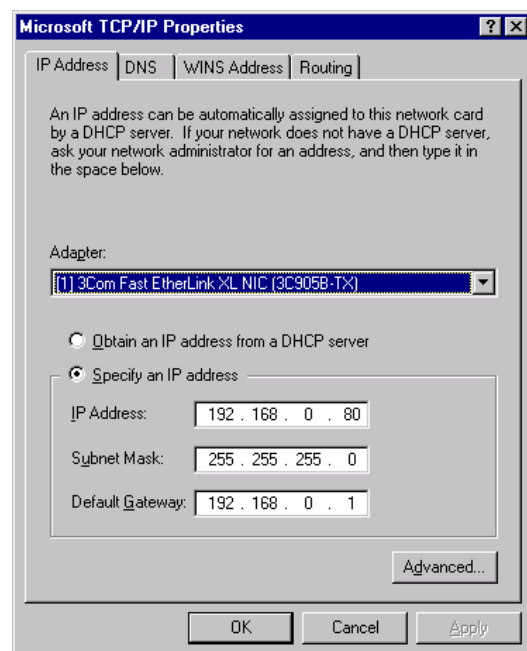 Microsoft TCP/IP Properties
? X
IP Address DNS WINS Address Routing
An IP address can be automatically assigned to this network card
by a DHCP server. If your network does not have a DHCP server,
ask your network administrator for an address, and then type it in
the space below.
Adapter:
[1] 3Com Fast EtherLink XL NIC (3C905B-TX)
Obtain an IP address from a DHCP server
Specify an IP address
IP Address: 192 . 168 . 0 . 80
Subnet Mask: 255 . 255 . 255 . 0
Default Gateway: 192 . 168 . 0 . 1
Advanced...
OK Cancel Apply